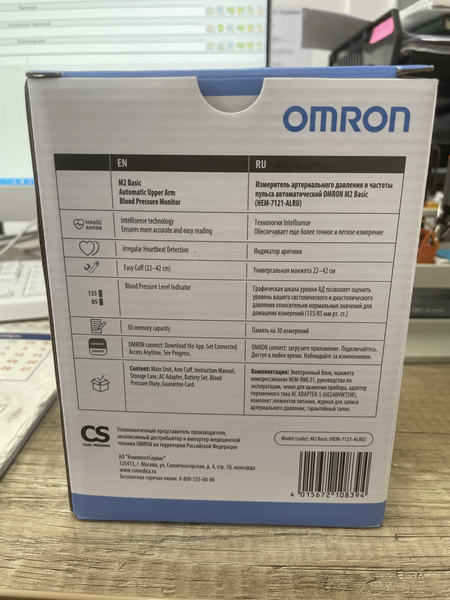 OMRON
EN
RU
M2 Basic
Automatic Upper Arm
Blood Pressure Monitor
Измеритель артериального давления и частоты
пульса автоматический OMRON M2 Basic
(HEM-7121-ALRU)
Intelli
sense
Intellisense technology
Ensures more accurate and easy reading
Технология Intellisense
Обеспечивает еще более точное и легкое измерение
Irregular Heartbeat Detection
Индикатор аритмии
Easy Cuff (22–42 cm)
Универсальная манжета 22–42 см
135
85
Blood Pressure Level Indicator
Графическая шкала уровня АД позволяет оценить
уровень вашего систолического и диастолического
давления относительно нормальных значений для
домашних измерений (135/85 мм рт. ст.)
30 memory capacity
Память на 30 измерений
OMRON connect: Download the App. Get Connected.
Access Anytime. See Progress.
OMRON connect: загрузите приложение. Подключайтесь.
Доступ в любое время. Наблюдайте за изменениями.
Content: Main Unit, Arm Cuff, Instruction Manual,
Storage Case, AC Adapter, Battery Set, Blood
Pressure Diary, Guarantee Card.
Комплектация: Электронный блок, манжета
компрессионная HEM-RML31, руководство по
эксплуатации, чехол для хранения прибора, адаптер
переменного тока AC ADAPTER-S (60240HW5SW),
комплект элементов питания, журнал для записи
артериального давления, гарантийный талон.
CS
CS MEDICA
Уполномоченный представитель производителя,
эксклюзивный дистрибьютор и импортер медицинской
техники OMRON на территории Российской Федерации
АО "КомплектСервис"
125413, г. Москва, ул. Солнечногорская, д. 4, стр. 10, мансарда
www.csmedica.ru
Бесплатная горячая линия: 8-800-555-00-80
Model (code): M2 Basic (HEM-7121-ALRU)
4 015672 108394